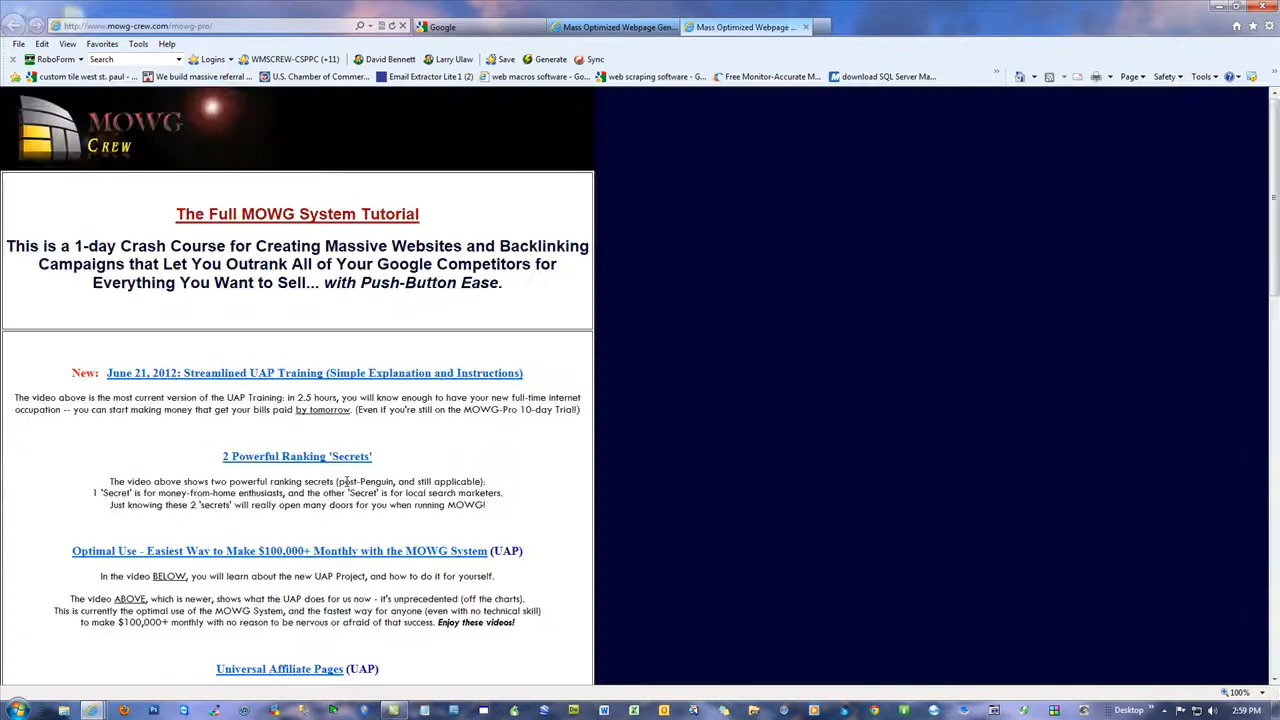 http://www.mowg-crew.com/mowg-pro/
Google
Mass Optimized Webpage Gen...
Mass Optimized Webpage ...
File Edit View Favorites Tools Help
RoboForm Search Logins WMSCREW-CSPPC (+11) David Bennett Larry Ulaw Save Generate Sync
custom tile west st. paul - ... We build massive referral ... U.S. Chamber of Commer... Email Extractor Lite 1 (2) web macros software - Go... web scraping software - Go... Free Monitor-Accurate M... download SQL Server Ma... Page Safety Tools
MOWG
CREW
The Full MOWG System Tutorial
This is a 1-day Crash Course for Creating Massive Websites and Backlinking
Campaigns that Let You Outrank All of Your Google Competitors for
Everything You Want to Sell... with Push-Button Ease.
New: June 21, 2012: Streamlined UAP Training (Simple Explanation and Instructions)
The video above is the most current version of the UAP Training: in 2.5 hours, you will know enough to have your new full-time internet
occupation -- you can start making money that get your bills paid by tomorrow. (Even if you're still on the MOWG-Pro 10-day Trial!)
2 Powerful Ranking 'Secrets'
The video above shows two powerful ranking secrets (post-Penguin, and still applicable):
1 'Secret' is for money-from-home enthusiasts, and the other 'Secret' is for local search marketers.
Just knowing these 2 'secrets' will really open many doors for you when running MOWG!
Optimal Use - Easiest Way to Make $100,000+ Monthly with the MOWG System (UAP)
In the video BELOW, you will learn about the new UAP Project, and how to do it for yourself.
The video ABOVE, which is newer, shows what the UAP does for us now - it's unprecedented (off the charts).
This is currently the optimal use of the MOWG System, and the fastest way for anyone (even with no technical skill)
to make $100,000+ monthly with no reason to be nervous or afraid of that success. Enjoy these videos!
Universal Affiliate Pages (UAP)
100%
Desktop 2:59 PM